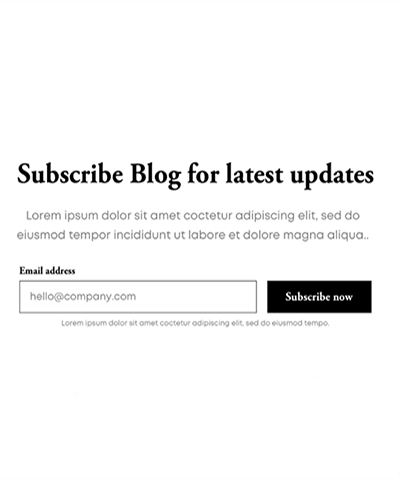 Subscribe Blog for latest updates
Lorem ipsum dolor sit amet coctetur adipiscing elit, sed do
eiusmod tempor incididunt ut labore et dolore magna aliqua..
Email address
hello@company.com
Subscribe now
Lorem ipsum dolor sit amet coctetur adipiscing elit, sed do eiusmod tempo.